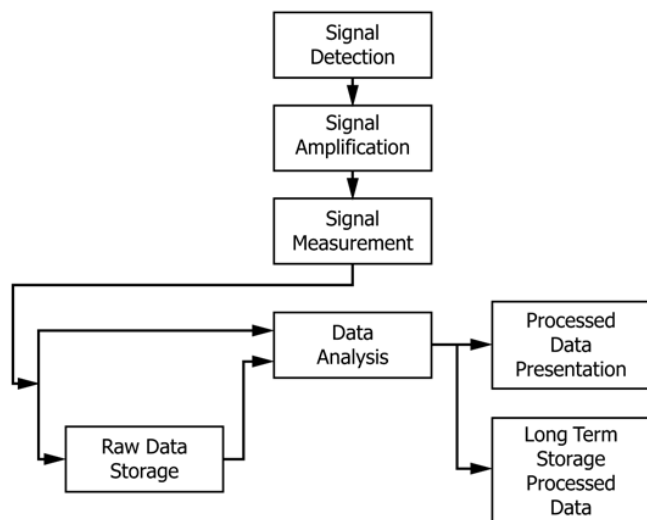 Signal
Detection
Signal
Amplification
Signal
Measurement
Data
Analysis
Processed
Data
Presentation
Raw Data
Storage
Long Term
Storage
Processed
Data